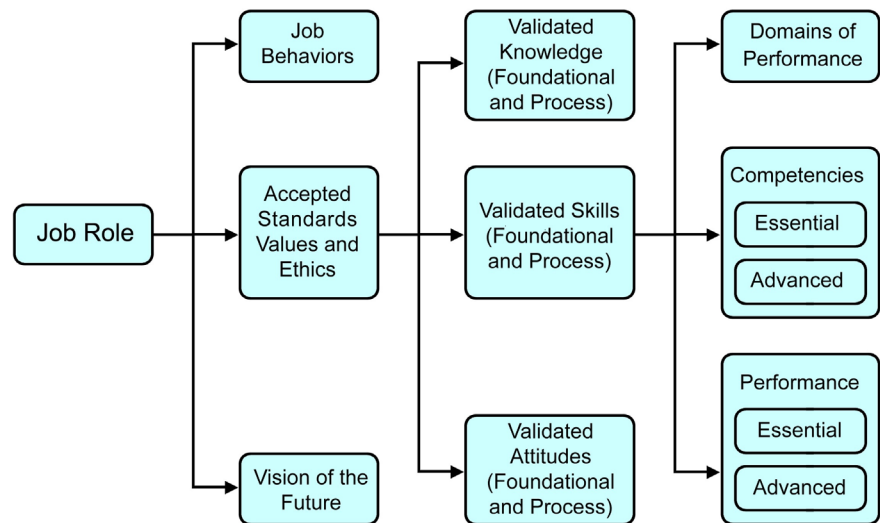 Job Role
Job
Behaviors
Accepted
Standards
Values and
Ethics
Vision of the
Future
Validated
Knowledge
(Foundational
and Process)
Validated Skills
(Foundational
and Process)
Validated
Attitudes
(Foundational
and Process)
Domains of
Performance
Competencies
Essential
Advanced
Performance
Essential
Advanced